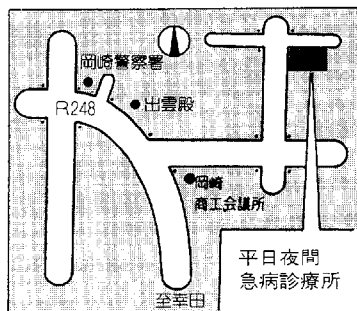 岡崎警察署
R248
出雲殿
岡崎
商工会議所
平日夜間
急病診療所
至幸田